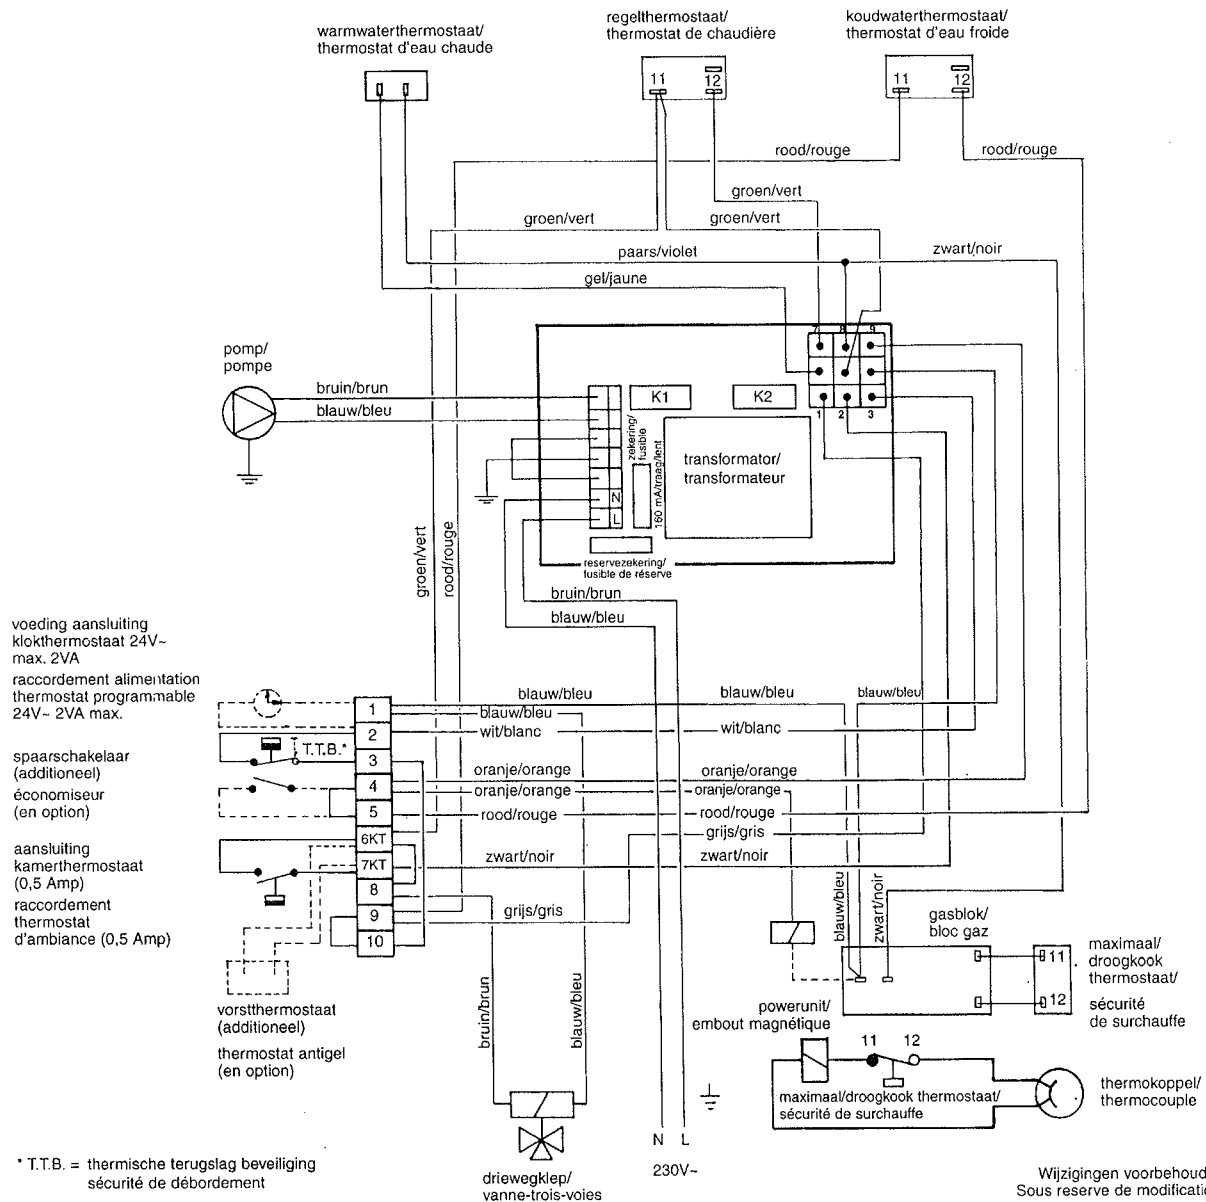 warmwaterthermostaat/
thermostat d'eau chaude
regelthermostaat/
thermostat de chaudière
koudwaterthermostaat/
thermostat d'eau froide
11
12
11
12
rood/rouge
rood/rouge
groen/vert
groen/vert
groen/vert
paars/violet
zwart/noir
gel/jaune
pomp/
pompe
bruin/brun
blauw/bleu
7
8
9
K1
K2
1
2
3
zekering/
fusible
160 mA/traag/lent
transformator/
transformateur
N
L
reservezekering/
fusible de réserve
groen/vert
rood/rouge
bruin/brun
blauw/bleu
voeding aansluiting
klokthermostaat 24V~
max. 2VA
raccordement alimentation
thermostat programmable
24V~ 2VA max.
spaarschakelaar
(additioneel)
économiseur
(en option)
aansluiting
kamerthermostaat
(0,5 Amp)
raccordement
thermostat
d'ambiance (0,5 Amp)
T.T.B.*
1
2
3
4
5
6KT
7KT
8
9
10
blauw/bleu
blauw/bleu
blauw/bleu
blauw/bleu
wit/blanc
wit/blanc
oranje/orange
oranje/orange
oranje/orange
oranje/orange
rood/rouge
rood/rouge
grijs/gris
zwart/noir
zwart/noir
grijs/gris
vorstthermostaat
(additioneel)
thermostat antigel
(en option)
bruin/brun
blauw/bleu
blauw/bleu
zwart/noir
gasblok/
bloc gaz
11
12
maximaal/
droogkook
thermostaat/
sécurité
de surchauffe
powerunit/
embout magnétique
11
12
maximaal/droogkook thermostaat/
sécurité de surchauffe
thermokoppel/
thermocouple
N L
230V~
driewegklep/
vanne-trois-voies
* T.T.B. = thermische terugslag beveiliging
sécurité de débordement
Wijzigingen voorbehoud
Sous reserve de modificatio